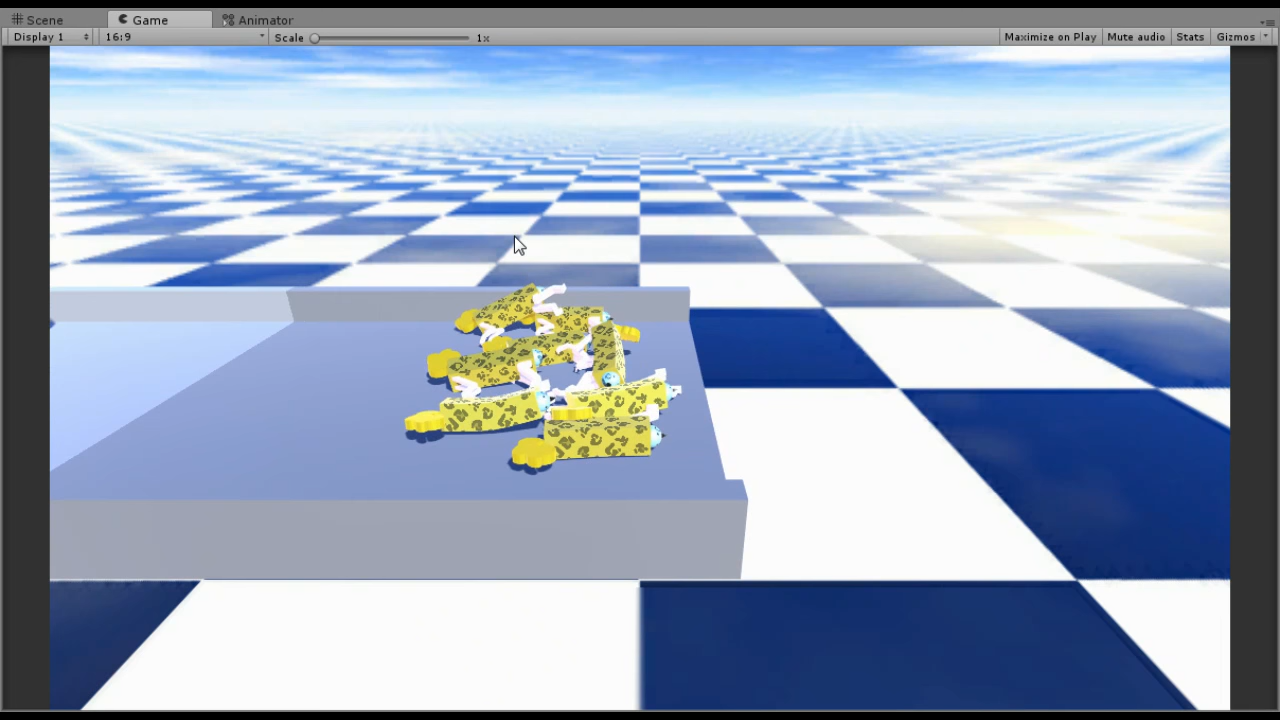 Scene Game Animator
Display 1 16:9 Scale 1x Maximize on Play Mute audio Stats Gizmos